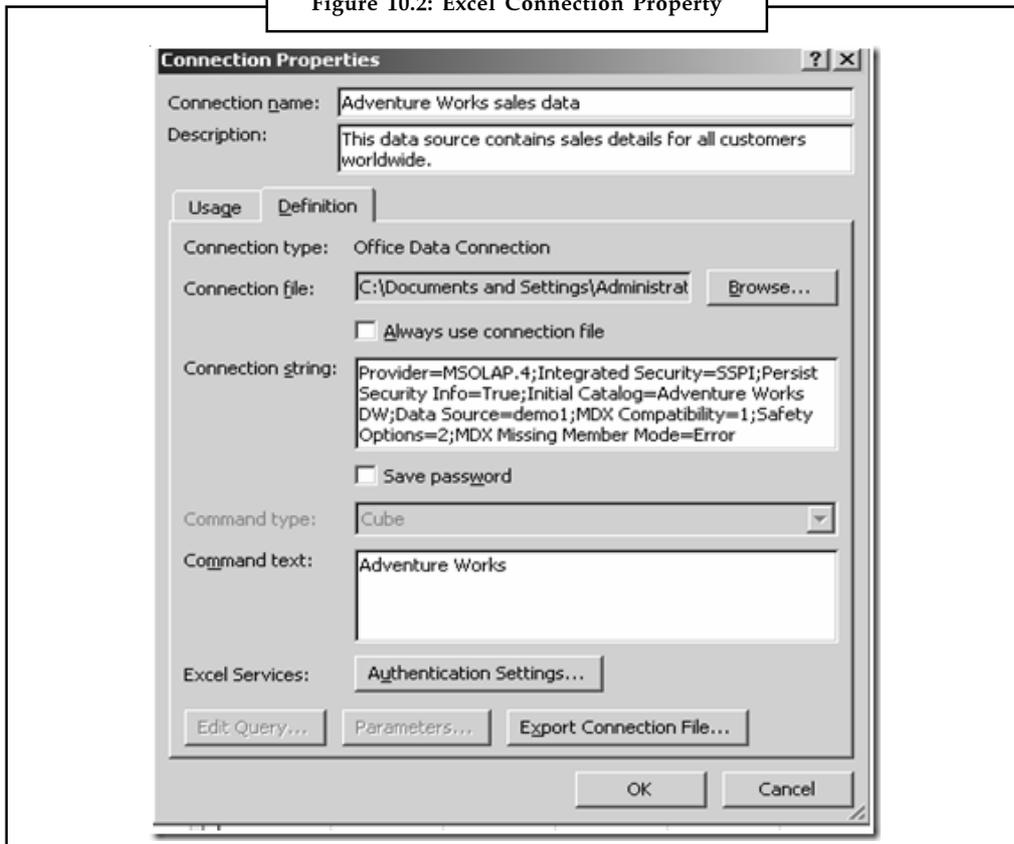 Figure 10.2: Excel Connection Property
Connection Properties
Connection name: Adventure Works sales data
Description: This data source contains sales details for all customers
worldwide.
Usage Definition
Connection type: Office Data Connection
Connection file: C:\Documents and Settings\Administrat Browse...
Always use connection file
Connection string: Provider=MSOLAP.4;Integrated Security=SSPI;Persist
Security Info=True;Initial Catalog=Adventure Works
DW;Data Source=demo1;MDX Compatibility=1;Safety
Options=2;MDX Missing Member Mode=Error
Save password
Command type: Cube
Command text: Adventure Works
Excel Services: Authentication Settings...
Edit Query... Parameters... Export Connection File...
OK Cancel